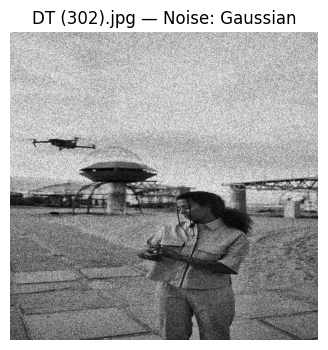 DT (302).jpg — Noise: Gaussian